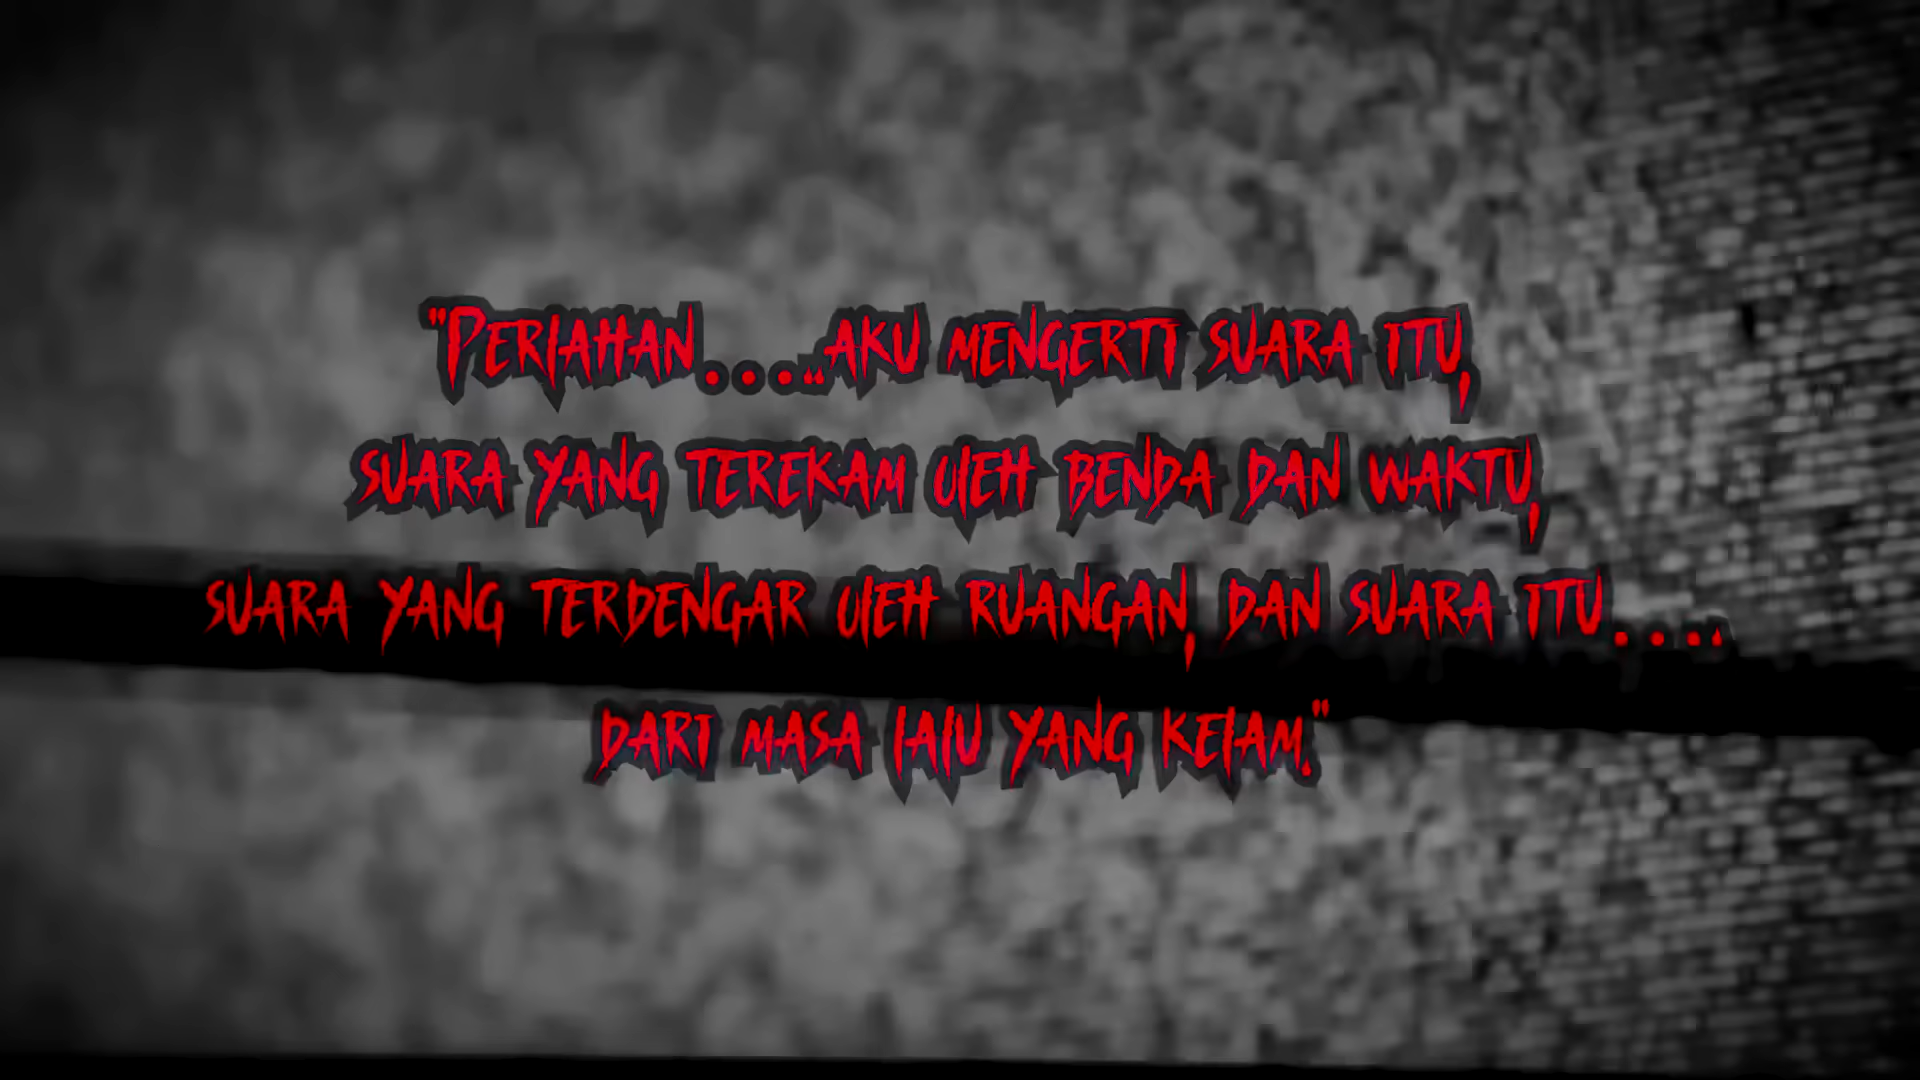 "Perlahan.....aku mengerti suara itu,
suara yang terekam oleh benda dan waktu,
suara yang terdengar oleh ruangan, dan suara itu....
dari masa lalu yang kelam."